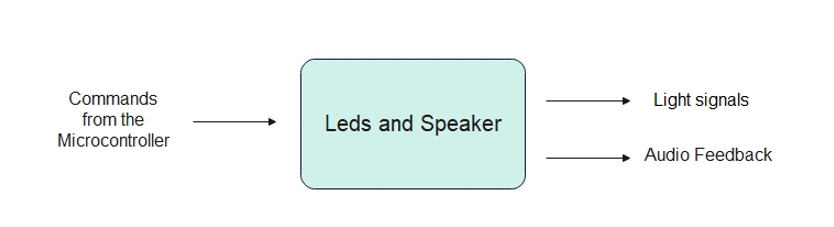 Commands
from the
Microcontroller
Leds and Speaker
Light signals
Audio Feedback